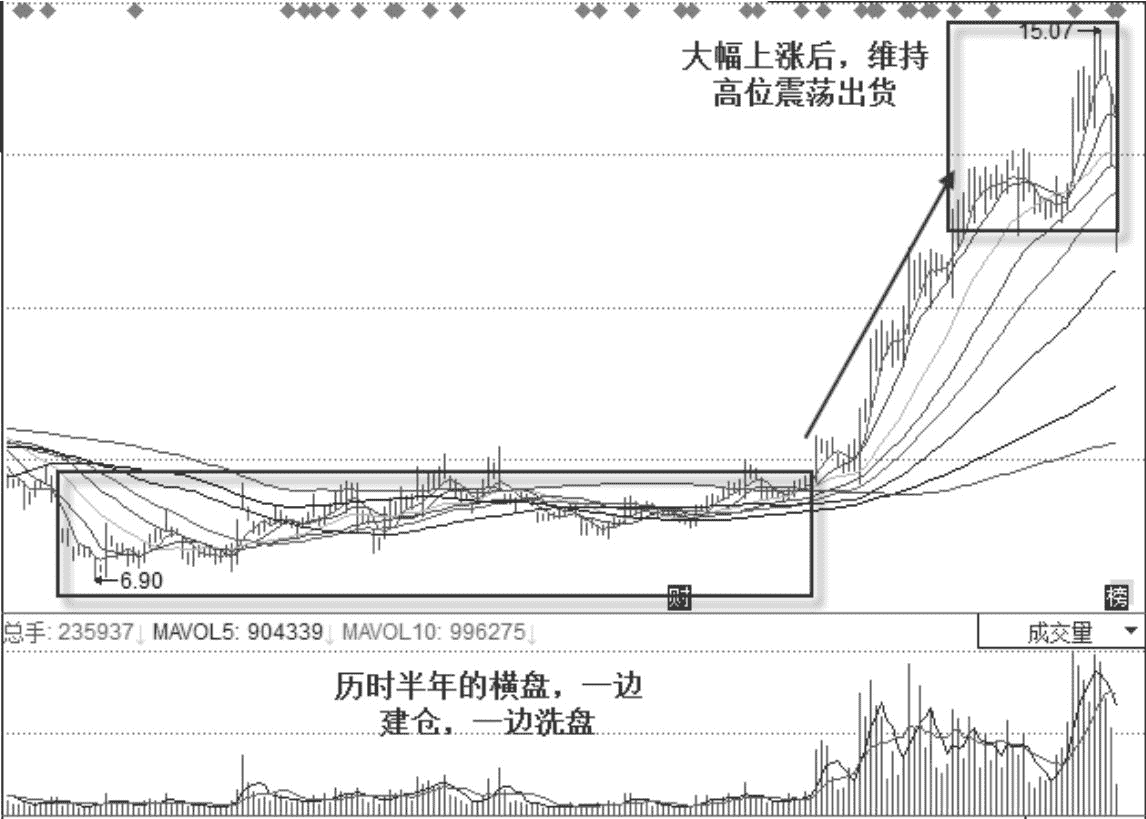 15.07
大幅上涨后，维持
高位震荡出货
6.90
财
榜
总手: 235937↓ MAVOL5: 904339↓ MAVOL10: 996275↓
成交量
历时半年的横盘，一边
建仓，一边洗盘